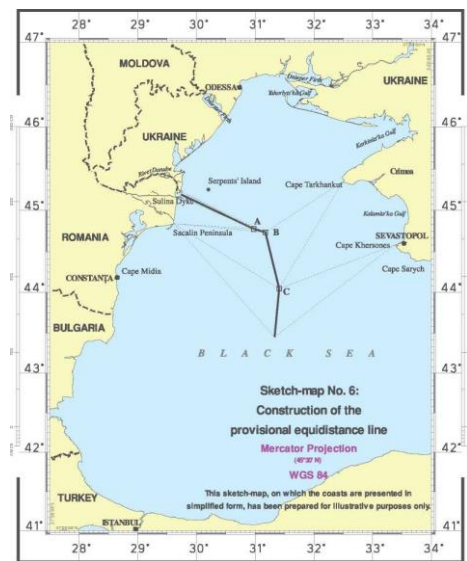 28° 29° 30° 31° 32° 33° 34°
47° 47°
MOLDOVA
ODESSA
Dnieper Firth
UKRAINE
46° 46°
UKRAINE
Karkinits'ka Gulf
River Danube
Serpents' Island
Cape Tarkhankut
Crimea
Sulina Dyke
45° 45°
Kalamits'ka Gulf
A
B
SEVASTOPOL
ROMANIA
Sacalin Peninsula
Cape Khersones
Cape Midia
Cape Sarych
CONSTANŢA
44° 44°
C
BULGARIA
43° 43°
BLACK SEA
Sketch-map No. 6:
Construction of the
provisional equidistance line
42° 42°
Mercator Projection
WGS 84
TURKEY
This sketch-map, on which the coasts are presented in
simplified form, has been prepared for illustrative purposes only.
ISTANBUL
41° 41°
28° 29° 30° 31° 32° 33° 34°